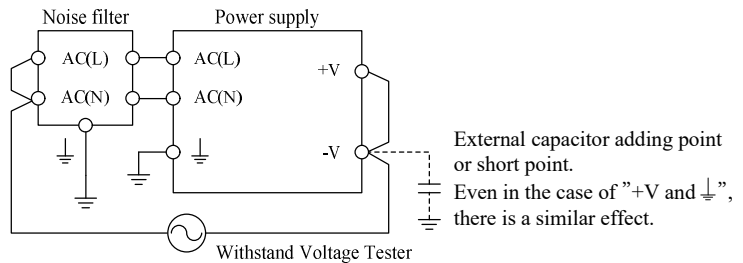 Noise filter
Power supply
AC(L)
AC(N)
AC(L)
AC(N)
+V
-V
External capacitor adding point
or short point.
Even in the case of ”+V and ⏚”,
there is a similar effect.
Withstand Voltage Tester